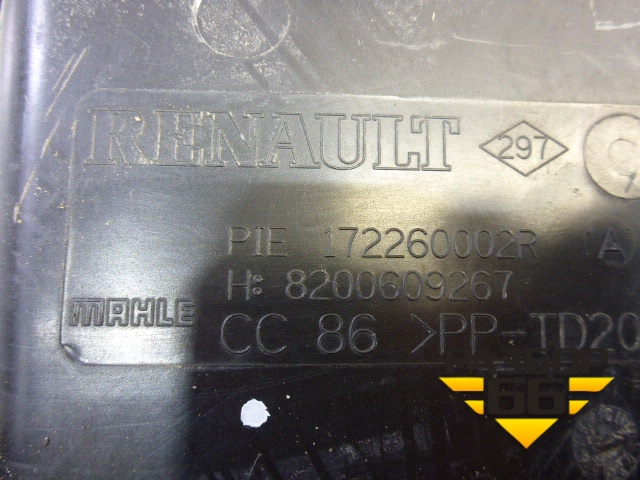 RENAULT 297
PIE 172260002R (A)
H: 8200609267
MAHLE
CC 86 >PP-TD20
66